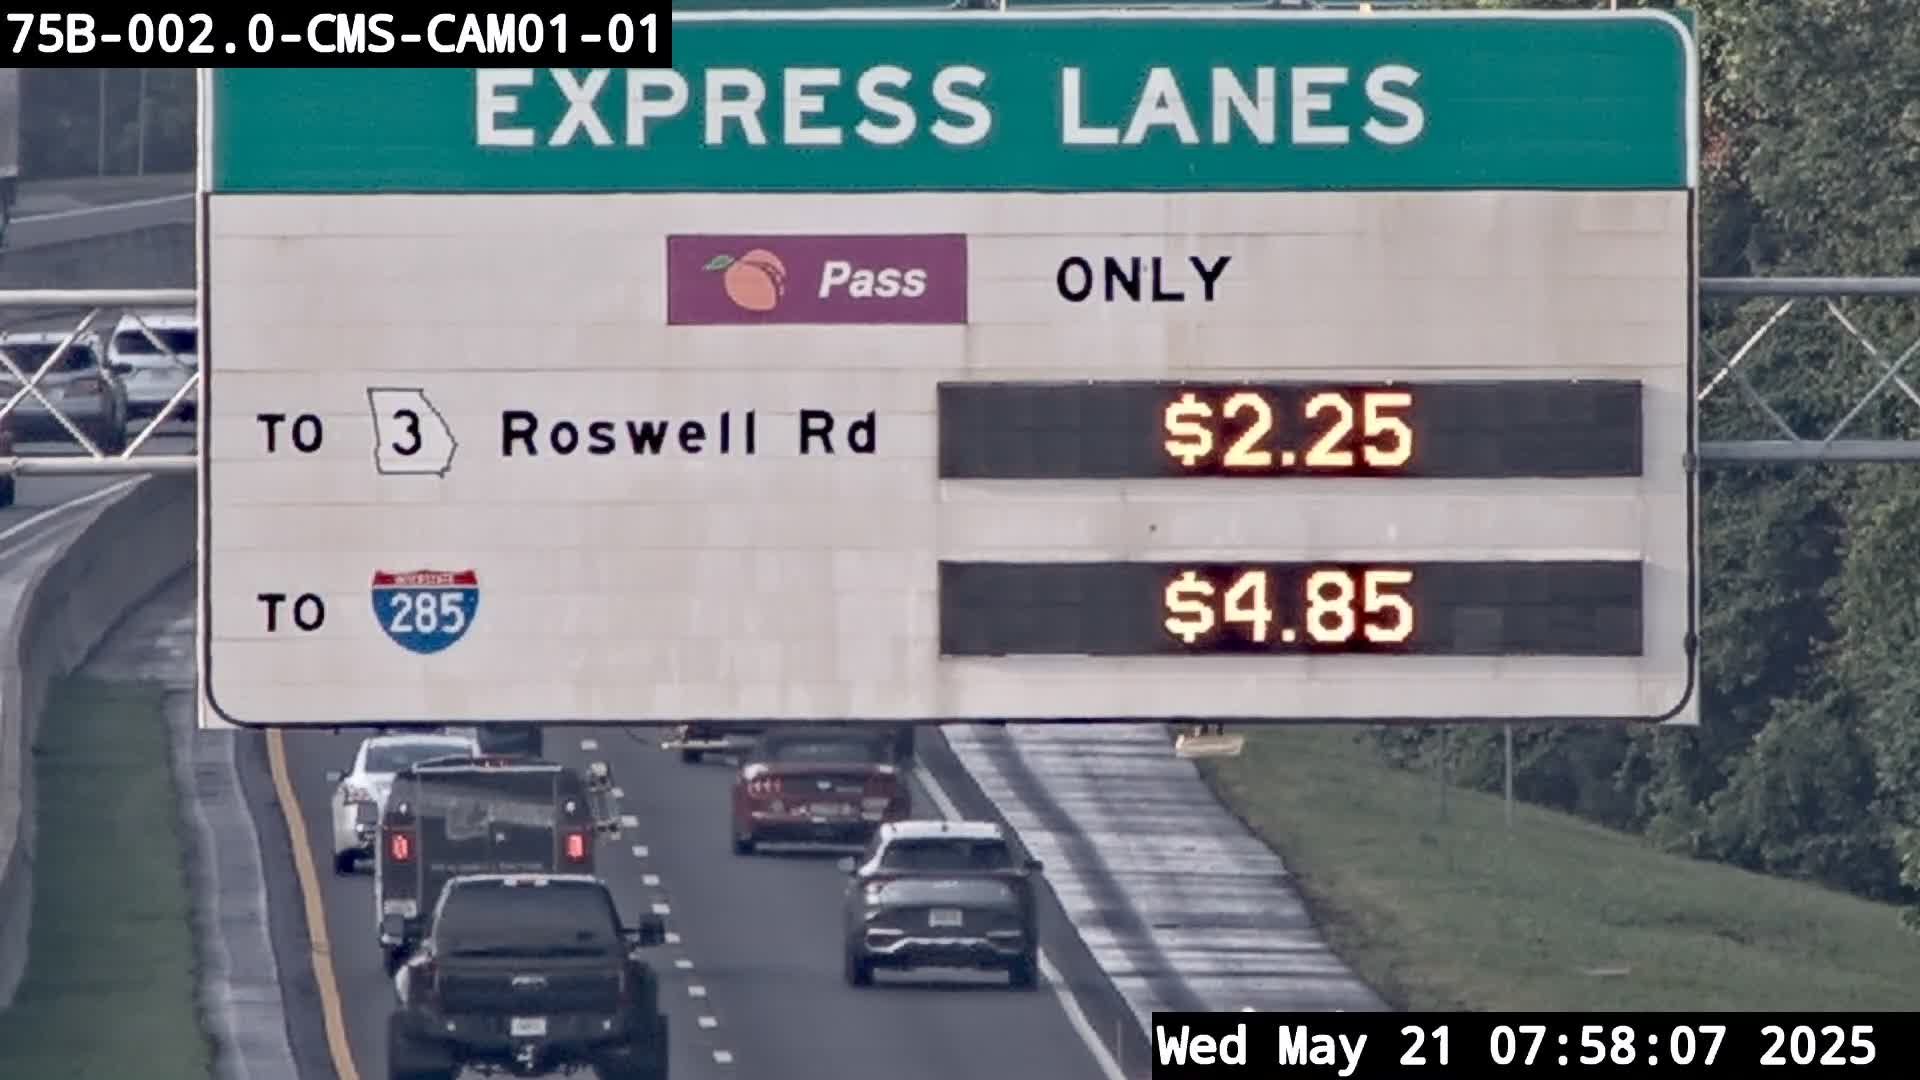 75B-002.0-CMS-CAM01-01
EXPRESS LANES
Pass ONLY
TO 3 Roswell Rd $2.25
TO INTERSTATE 285 $4.85
Wed May 21 07:58:07 2025